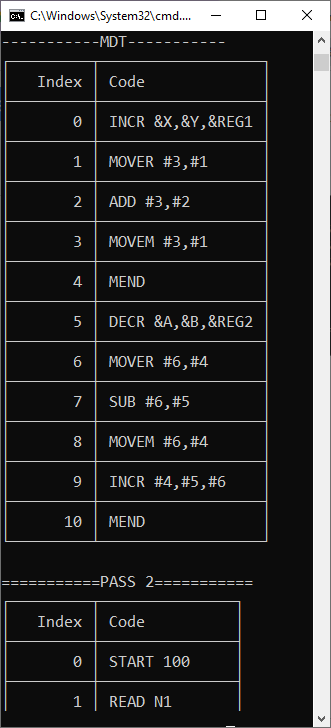 C:\Windows\System32\cmd....
-----------MDT-----------
Index Code
0 INCR &X,&Y,&REG1
1 MOVER #3,#1
2 ADD #3,#2
3 MOVEM #3,#1
4 MEND
5 DECR &A,&B,&REG2
6 MOVER #6,#4
7 SUB #6,#5
8 MOVEM #6,#4
9 INCR #4,#5,#6
10 MEND
===========PASS 2===========
Index Code
0 START 100
1 READ N1